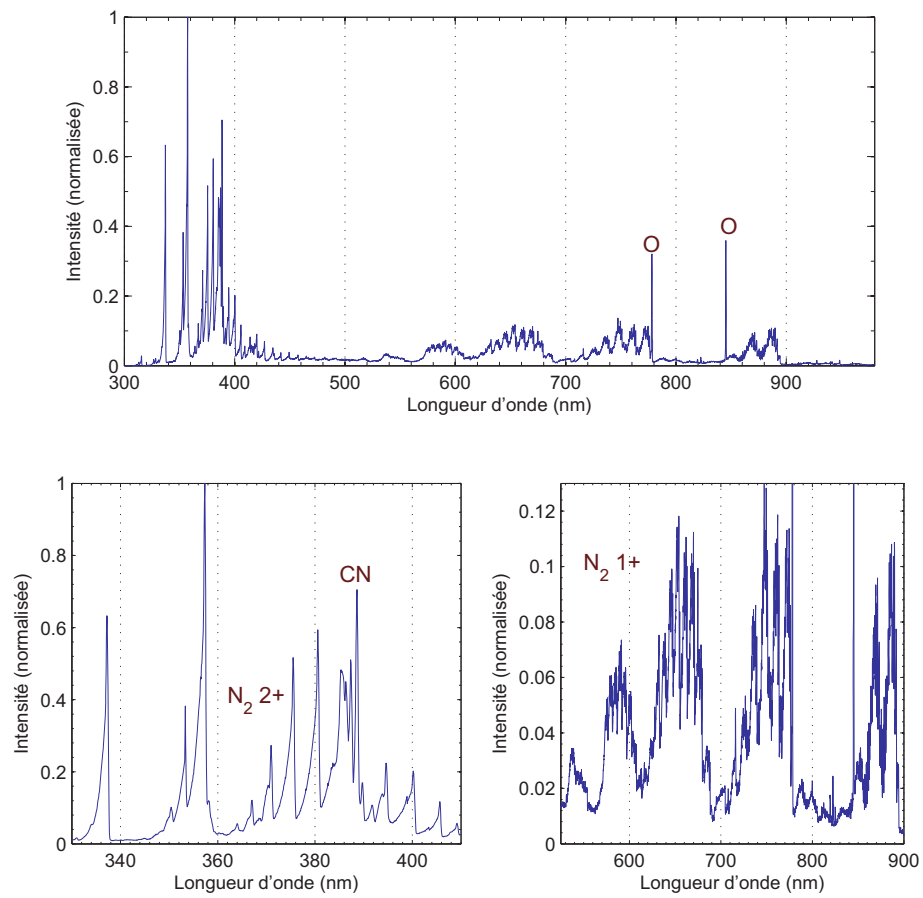 1
0.8
0.6
0.4
0.2
0
Intensité (normalisée)
O
O
300 400 500 600 700 800 900
Longueur d'onde (nm)
1
0.8
0.6
0.4
0.2
0
Intensité (normalisée)
CN
N2 2+
340 360 380 400
Longueur d'onde (nm)
0.12
0.1
0.08
0.06
0.04
0.02
0
Intensité (normalisée)
N2 1+
600 700 800 900
Longueur d'onde (nm)